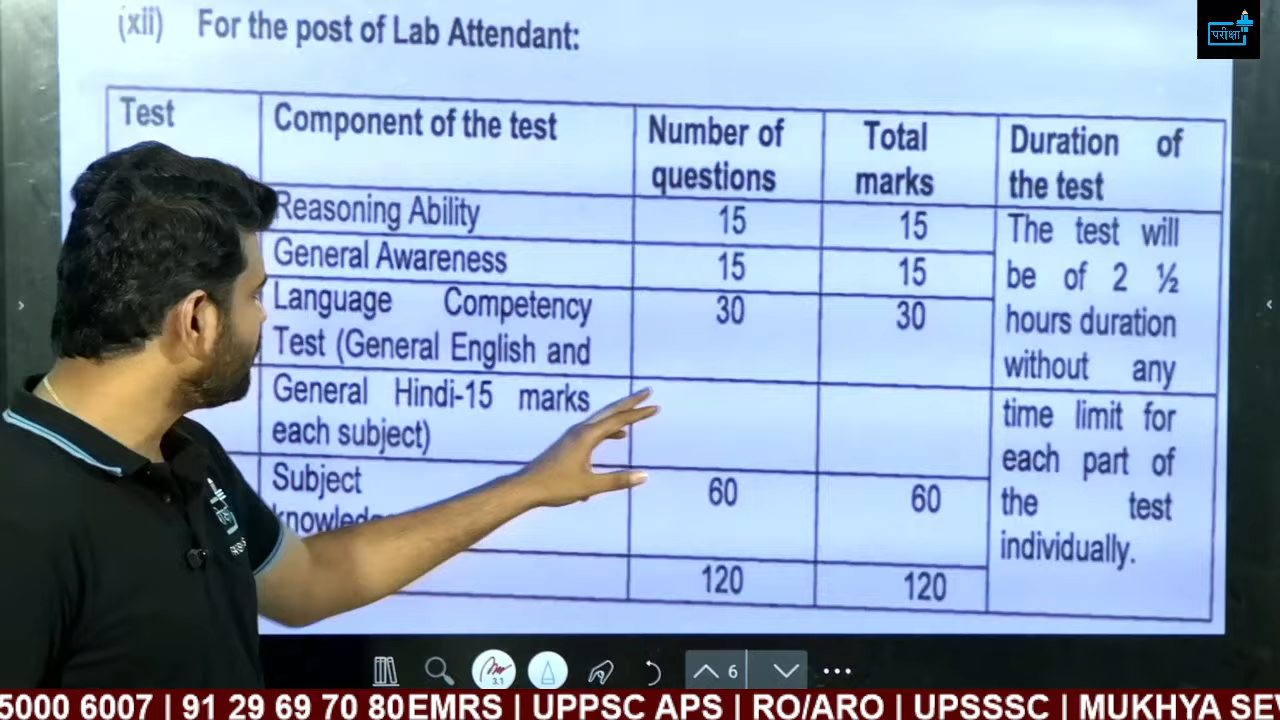 (xii) For the post of Lab Attendant:
Test
Component of the test
Number of
questions
Total
marks
Duration of
the test
Reasoning Ability
15
15
General Awareness
15
15
Language Competency
Test (General English and
General Hindi-15 marks
each subject)
30
30
Subject
60
60
120
120
The test will
be of 2 ½
hours duration
without any
time limit for
each part of
the test
individually.
परीक्षा
6
3.1
5000 6007 | 91 29 69 70 80EMRS | UPPSC APS | RO/ARO | UPSSSC | MUKHYA SEV